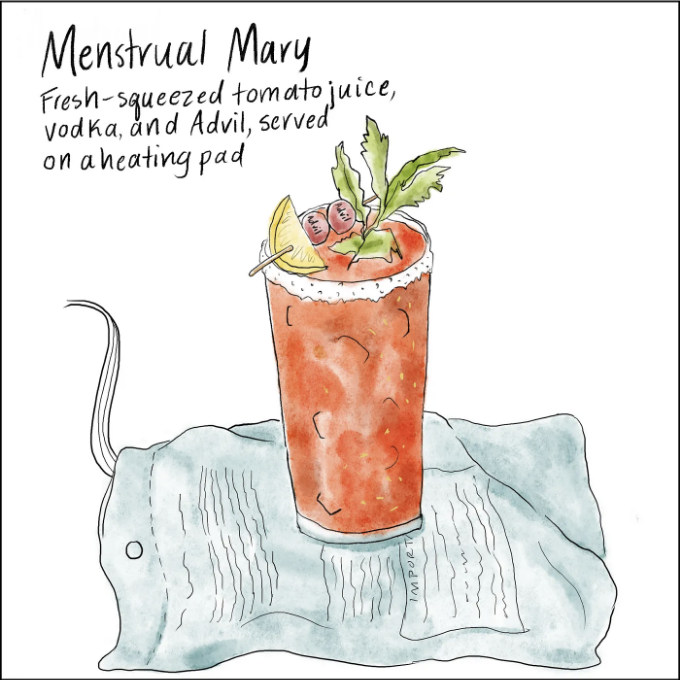 Menstrual Mary
Fresh-squeezed tomato juice,
vodka, and Advil, served
on a heating pad
Advil Advil
IMPORT